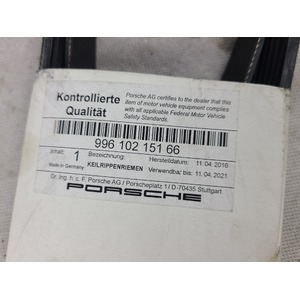 Kontrollierte
Qualität
Porsche AG certifies to the dealer that this
item of motor vehicle equipment complies
with all applicable Federal Motor Vehicle
Safety Standards.
996 102 151 66
Inhalt: Bezeichnung: Herstelldatum: 11.04.2016
1
Made in Germany KEILRIPPENRIEMEN Verwendbar bis: 11.04.2021
Dr. Ing. h. c. F. Porsche AG / Porscheplatz 1 / D-70435 Stuttgart
PORSCHE